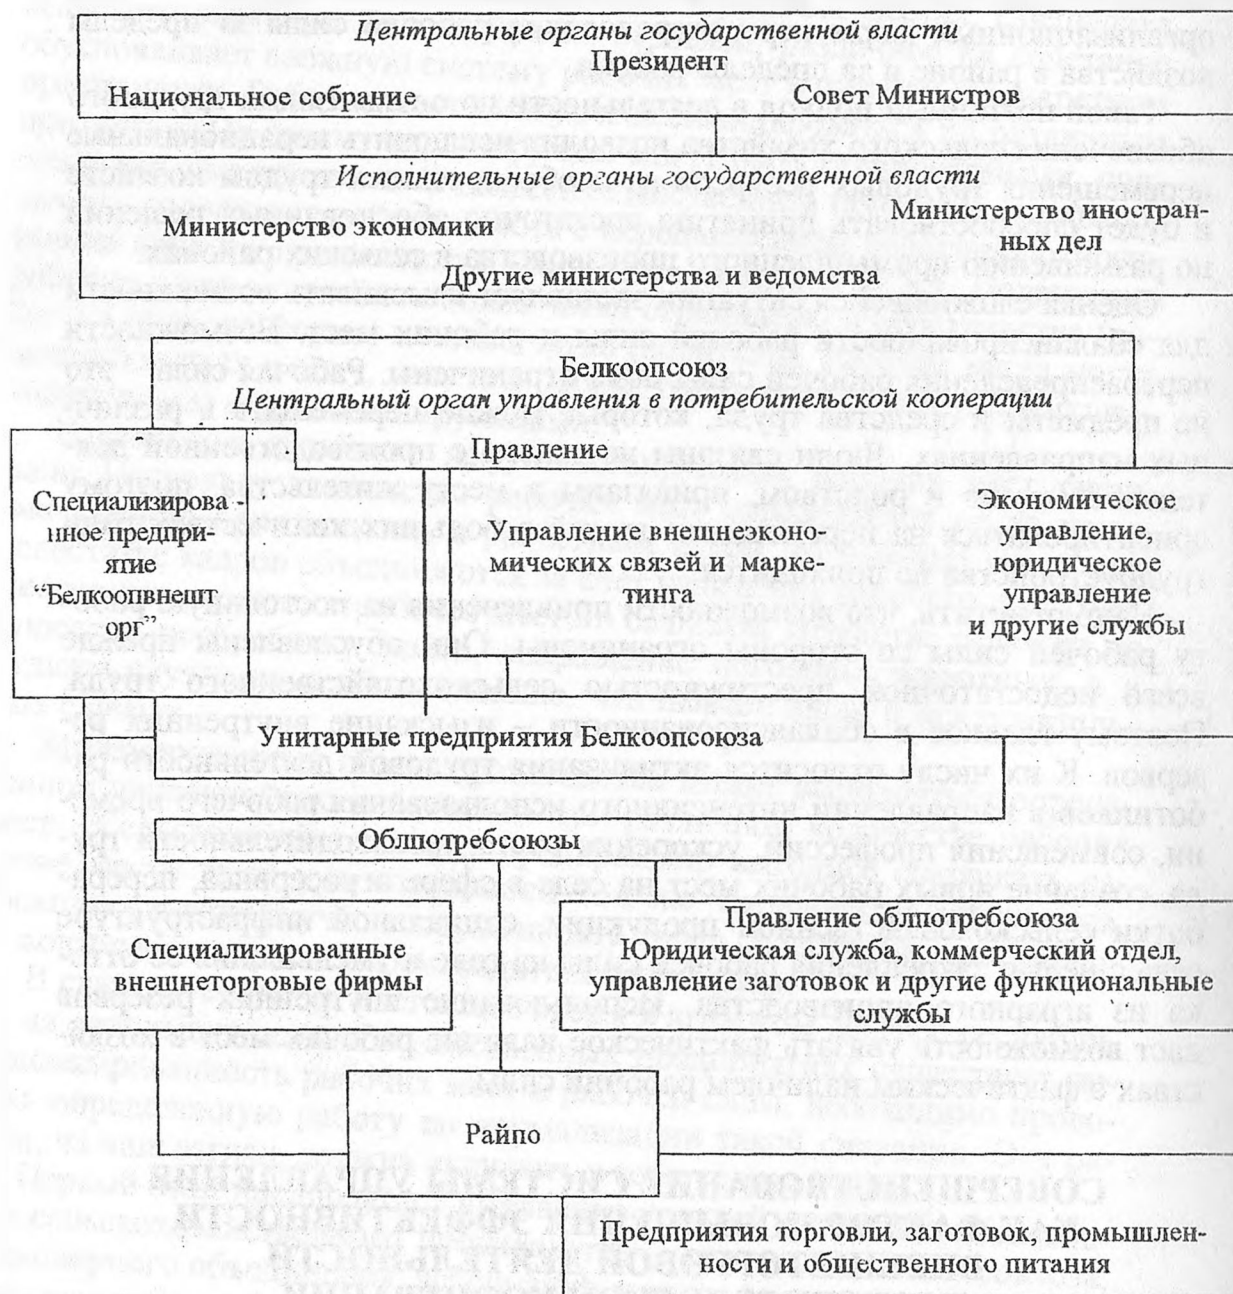 Центральные органы государственной власти
Президент
Национальное собрание
Совет Министров
Исполнительные органы государственной власти
Министерство экономики
Министерство иностран-
ных дел
Другие министерства и ведомства
Белкоопсоюз
Центральный орган управления в потребительской кооперации
Правление
Специализирова -
нное предпри-
ятие
“Белкоопвнешт
орг”
Управление внешнеэконо-
мических связей и марке-
тинга
Экономическое
управление,
юридическое
управление
и другие службы
Унитарние предприятия Белкоопсоюза
Облпотребсоюзы
Специализированные
внешнеторговые фирмы
Правление облпотребсоюза
Юридическая служба, коммерческий отдел,
управление заготовок и другие функциональные
службы
Райпо
Предприятия торговли, заготовок, промышлен-
ности и общественного питания